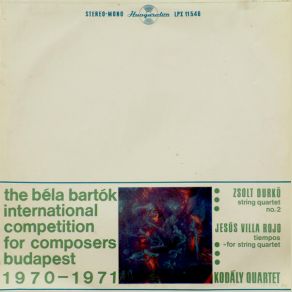 STEREO-MONO Hungaroton LPX 11546
the béla bartók
international
competition
for composers
budapest
1970-1971
ZSOLT DURKÓ
string quartet
no. 2
JESÚS VILLA ROJO
tiempos
-for string quartet
KODÁLY QUARTET